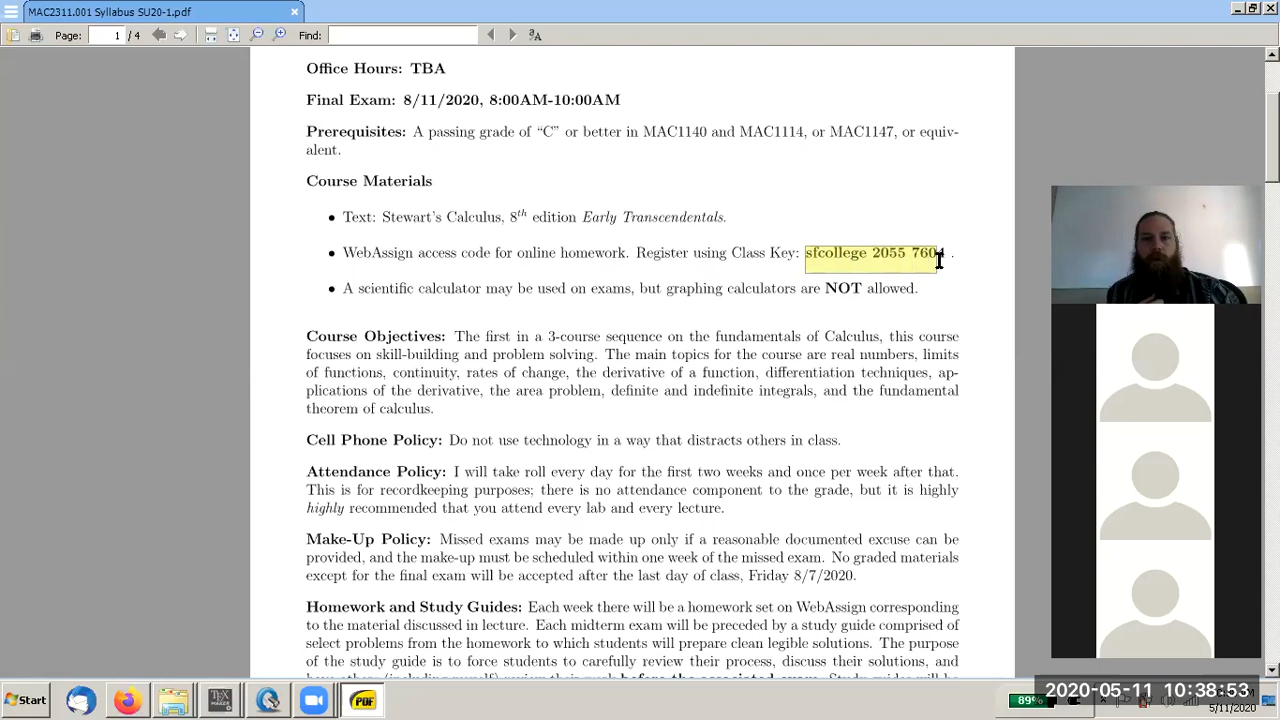 MAC2311.001 Syllabus SU20-1.pdf
Page: 1 / 4 Find:
Office Hours: TBA
Final Exam: 8/11/2020, 8:00AM-10:00AM
Prerequisites: A passing grade of “C” or better in MAC1140 and MAC1114, or MAC1147, or equiv-
alent.
Course Materials
• Text: Stewart's Calculus, 8th edition Early Transcendentals.
• WebAssign access code for online homework. Register using Class Key: sfcollege 2055 7604 .
• A scientific calculator may be used on exams, but graphing calculators are NOT allowed.
Course Objectives: The first in a 3-course sequence on the fundamentals of Calculus, this course
focuses on skill-building and problem solving. The main topics for the course are real numbers, limits
of functions, continuity, rates of change, the derivative of a function, differentiation techniques, ap-
plications of the derivative, the area problem, definite and indefinite integrals, and the fundamental
theorem of calculus.
Cell Phone Policy: Do not use technology in a way that distracts others in class.
Attendance Policy: I will take roll every day for the first two weeks and once per week after that.
This is for recordkeeping purposes; there is no attendance component to the grade, but it is highly
highly recommended that you attend every lab and every lecture.
Make-Up Policy: Missed exams may be made up only if a reasonable documented excuse can be
provided, and the make-up must be scheduled within one week of the missed exam. No graded materials
except for the final exam will be accepted after the last day of class, Friday 8/7/2020.
Homework and Study Guides: Each week there will be a homework set on WebAssign corresponding
to the material discussed in lecture. Each midterm exam will be preceded by a study guide comprised of
select problems from the homework to which students will prepare clean legible solutions. The purpose
of the study guide is to force students to carefully review their process, discuss their solutions, and
Start
TEX
MAKER
PDF
89%
2020-05-11 10:38:53
5/11/2020